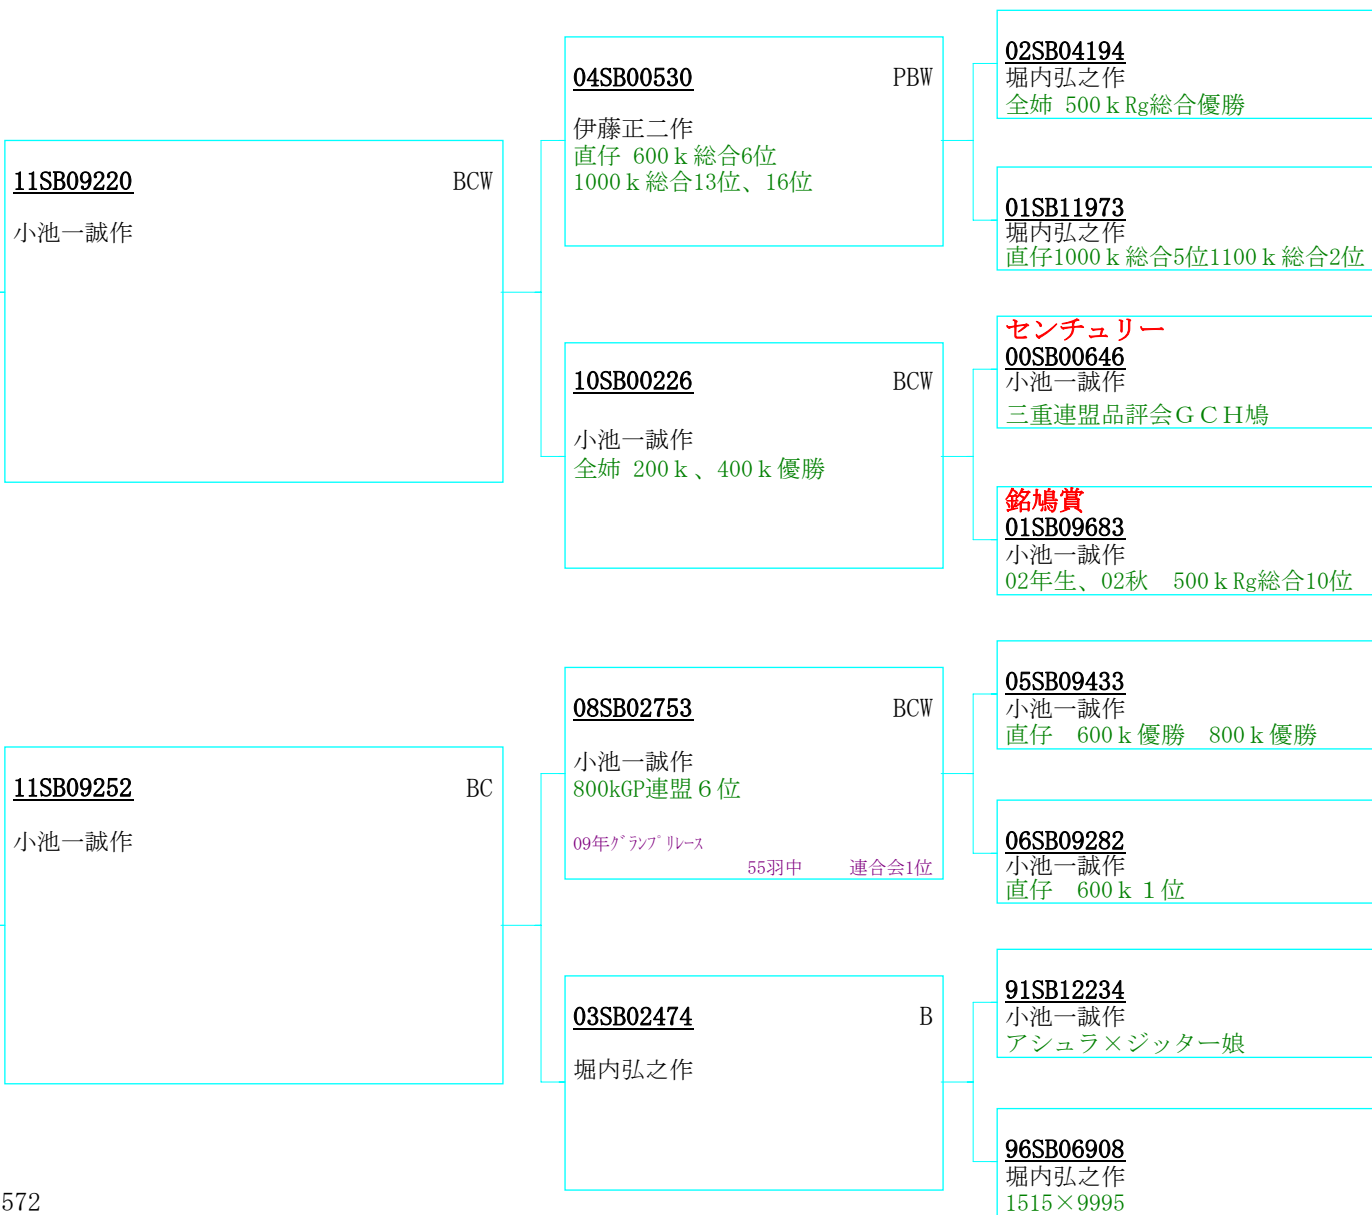 11SB09220 BCW
小池一誠作
04SB00530 PBW
伊藤正二作
直仔 600ｋ総合6位
1000ｋ総合13位、16位
10SB00226 BCW
小池一誠作
全姉 200ｋ、400ｋ優勝
02SB04194
堀内弘之作
全姉 500ｋRg総合優勝
01SB11973
堀内弘之作
直仔1000ｋ総合5位1100ｋ総合2位
センチュリー
00SB00646
小池一誠作
三重連盟品評会ＧＣＨ鳩
銘鳩賞
01SB09683
小池一誠作
02年生、02秋　500ｋRg総合10位
11SB09252 BC
小池一誠作
08SB02753 BCW
小池一誠作
800kGP連盟６位
09年ｸﾞﾗﾝﾌﾟﾘﾚｰｽ
55羽中 連合会1位
03SB02474 B
堀内弘之作
05SB09433
小池一誠作
直仔　600ｋ優勝　800ｋ優勝
06SB09282
小池一誠作
直仔　600ｋ１位
91SB12234
小池一誠作
アシュラ×ジッター娘
96SB06908
堀内弘之作
1515×9995
572